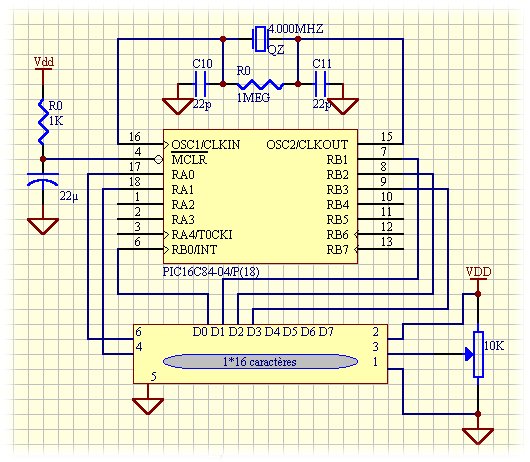 4.000MHZ
QZ
Vdd
C10
R0
C11
22p
1MEG
22p
R0
1K
22µ
16 OSC1/CLKIN OSC2/CLKOUT 15
4 MCLR RB1 7
17 RA0 RB2 8
18 RA1 RB3 9
1 RA2 RB4 10
2 RA3 RB5 11
3 RA4/T0CKI RB6 12
6 RB0/INT RB7 13
PIC16C84-04/P(18)
VDD
6 D0 D1 D2 D3 D4 D5 D6 D7 2
4 3 10K
1*16 caractères 1
5